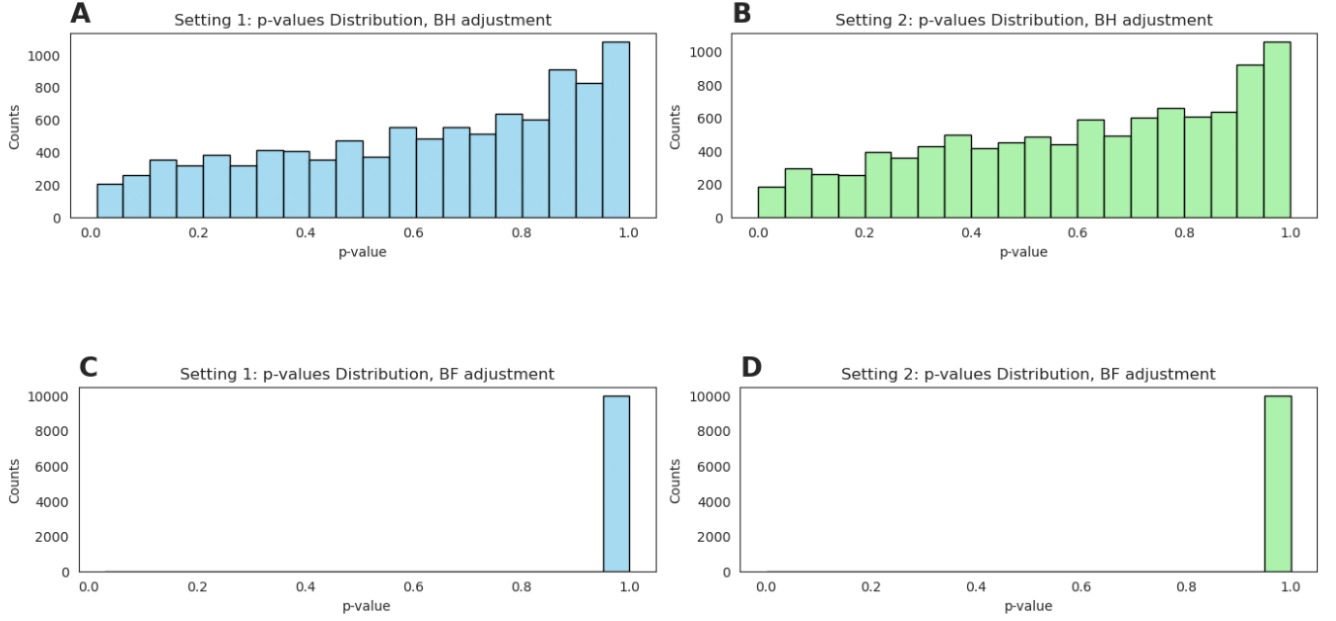 A
Setting 1: p-values Distribution, BH adjustment
Counts
1000
800
600
400
200
0
0.0 0.2 0.4 0.6 0.8 1.0
p-value
B
Setting 2: p-values Distribution, BH adjustment
Counts
1000
800
600
400
200
0
0.0 0.2 0.4 0.6 0.8 1.0
p-value
C
Setting 1: p-values Distribution, BF adjustment
Counts
10000
8000
6000
4000
2000
0
0.0 0.2 0.4 0.6 0.8 1.0
p-value
D
Setting 2: p-values Distribution, BF adjustment
Counts
10000
8000
6000
4000
2000
0
0.0 0.2 0.4 0.6 0.8 1.0
p-value